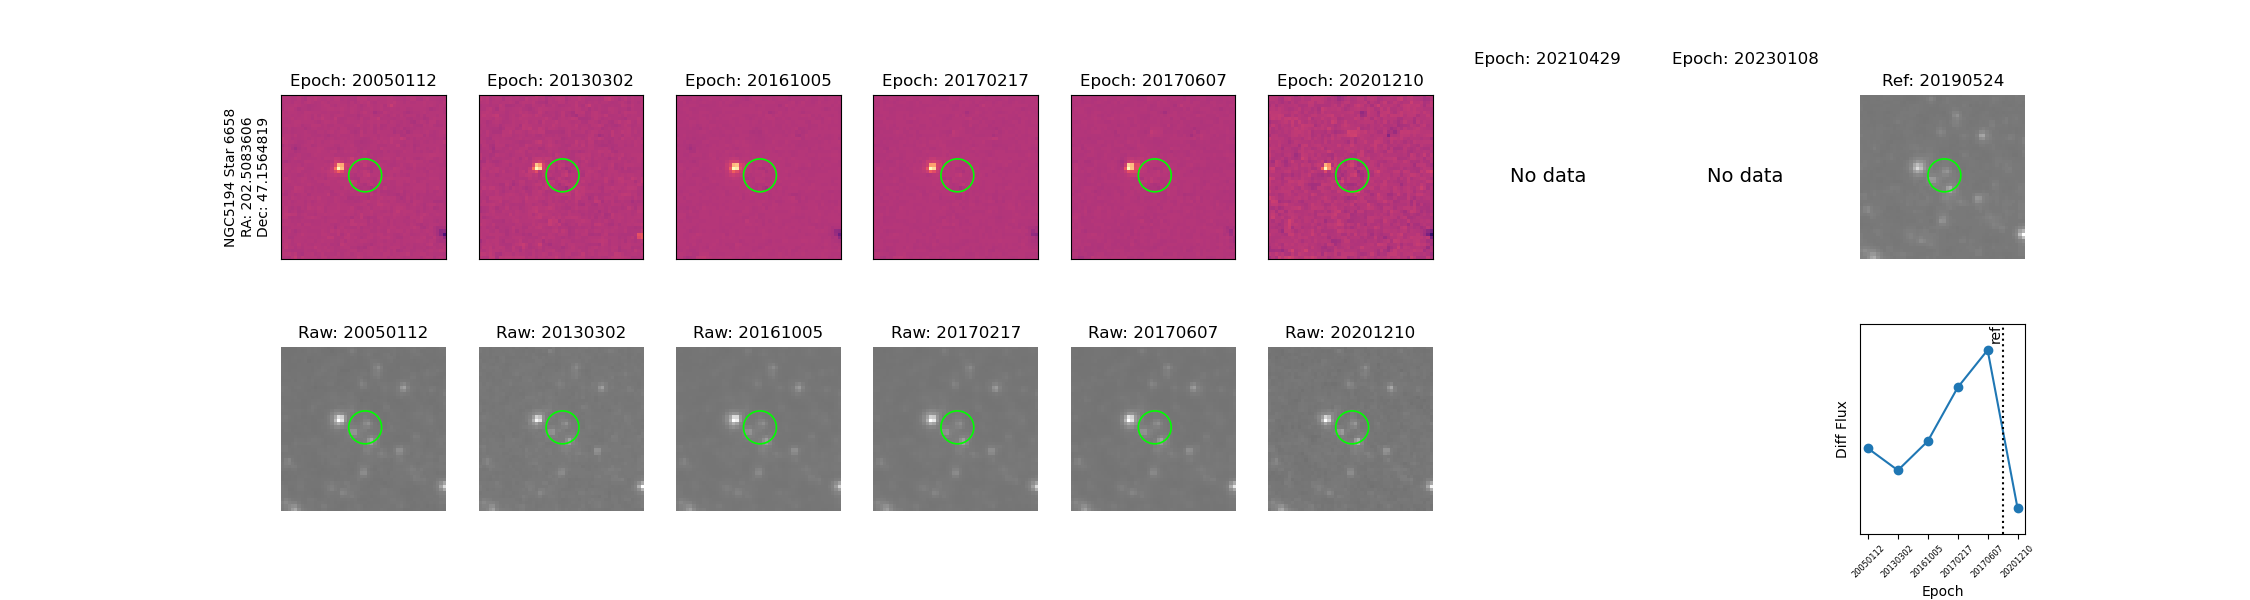 Epoch: 20050112
Epoch: 20130302
Epoch: 20161005
Epoch: 20170217
Epoch: 20170607
Epoch: 20201210
Epoch: 20210429
Epoch: 20230108
Ref: 20190524
NGC5194 Star 6658
RA: 202.5083606
Dec: 47.1564819
No data
No data
Raw: 20050112
Raw: 20130302
Raw: 20161005
Raw: 20170217
Raw: 20170607
Raw: 20201210
ref
Diff Flux
20050112
20130302
20161005
20170217
20170607
20201210
Epoch